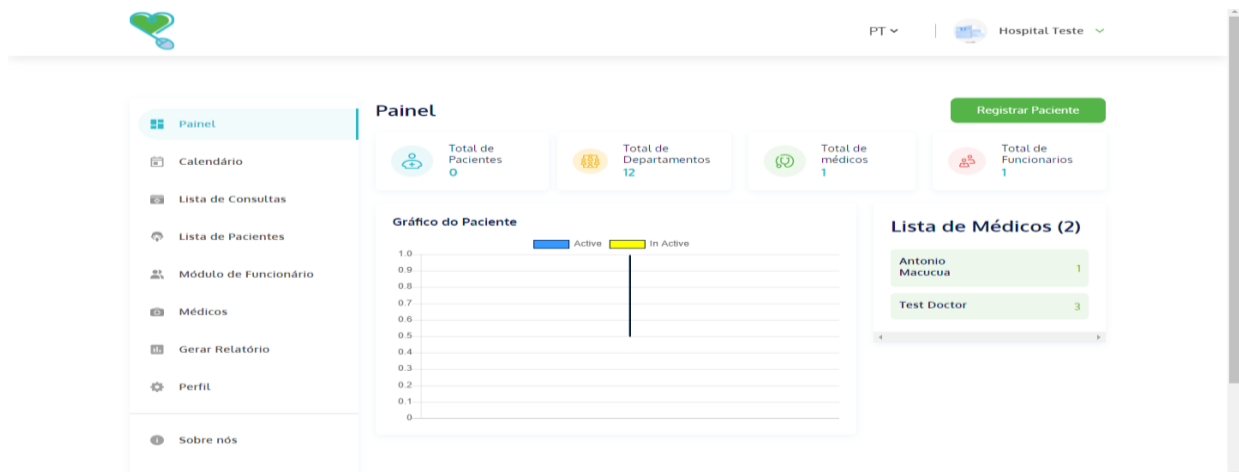 PT
Hospital Teste
Painel
Calendário
Lista de Consultas
Lista de Pacientes
Módulo de Funcionário
Médicos
Gerar Relatório
Perfil
Sobre nós
Painel
Registrar Paciente
Total de
Pacientes
0
Total de
Departamentos
12
Total de
médicos
1
Total de
Funcionarios
1
Gráfico do Paciente
Active
In Active
1.0
0.9
0.8
0.7
0.6
0.5
0.4
0.3
0.2
0.1
0
Lista de Médicos (2)
Antonio
Macucua
1
Test Doctor
3